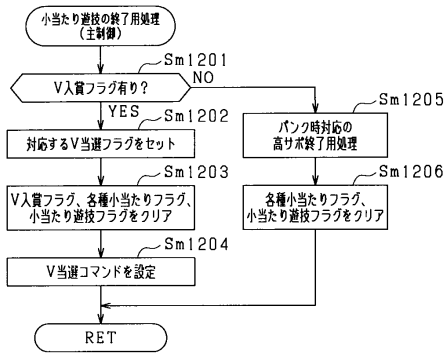 小当たり遊技の終了用処理
(主制御)
Sm1201
V入賞フラグ有り?
NO
YES
Sm1202
対応するV当選フラグをセット
Sm1203
V入賞フラグ、各種小当たりフラグ、
小当たり遊技フラグをクリア
Sm1204
V当選コマンドを設定
Sm1205
パンク時対応の
高サポ終了用処理
Sm1206
各種小当たりフラグ、
小当たり遊技フラグをクリア
RET